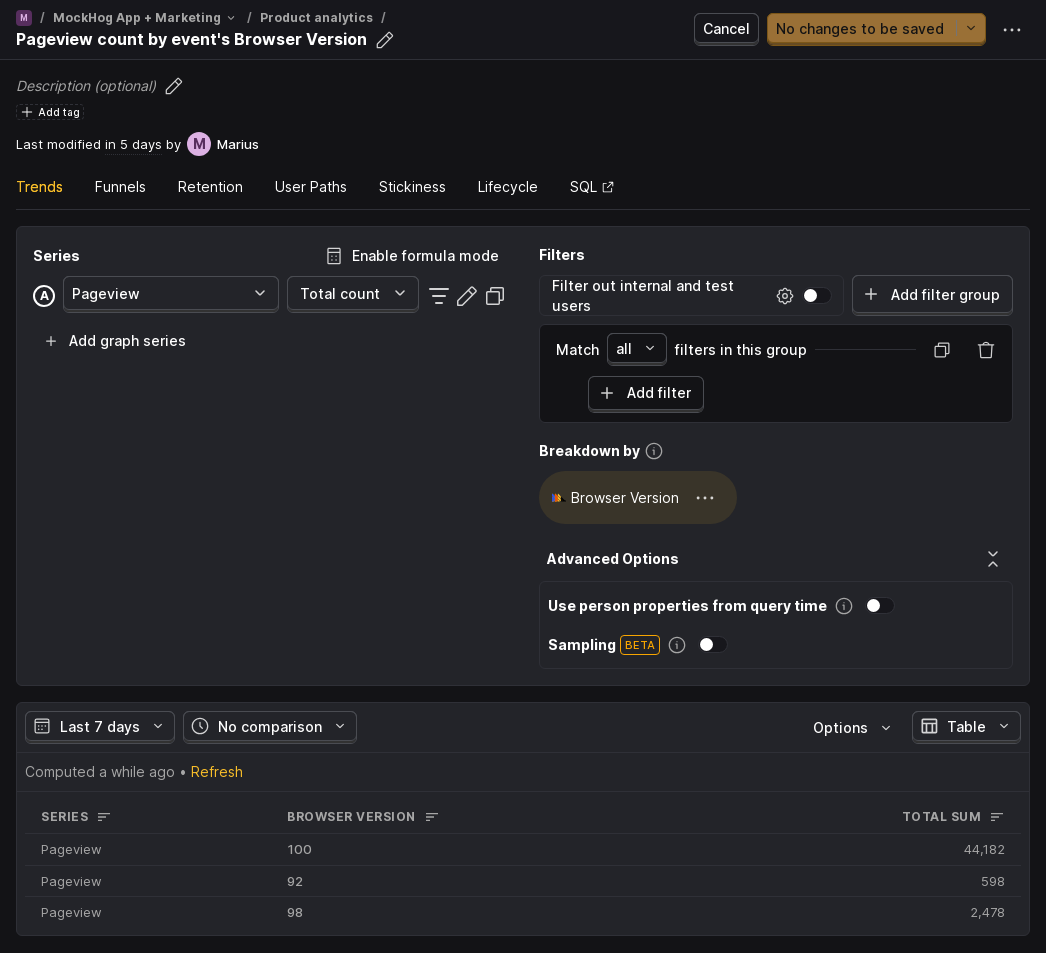 M / MockHog App + Marketing / Product analytics /
Pageview count by event's Browser Version
Cancel
No changes to be saved
Description (optional)
Add tag
Last modified in 5 days by M Marius
Trends Funnels Retention User Paths Stickiness Lifecycle SQL
Series
Enable formula mode
A Pageview Total count
Add graph series
Filters
Filter out internal and test
users
Add filter group
Match all filters in this group
Add filter
Breakdown by
Browser Version
Advanced Options
Use person properties from query time
Sampling BETA
Last 7 days No comparison Options Table
Computed a while ago • Refresh
SERIES BROWSER VERSION TOTAL SUM
Pageview 100 44,182
Pageview 92 598
Pageview 98 2,478